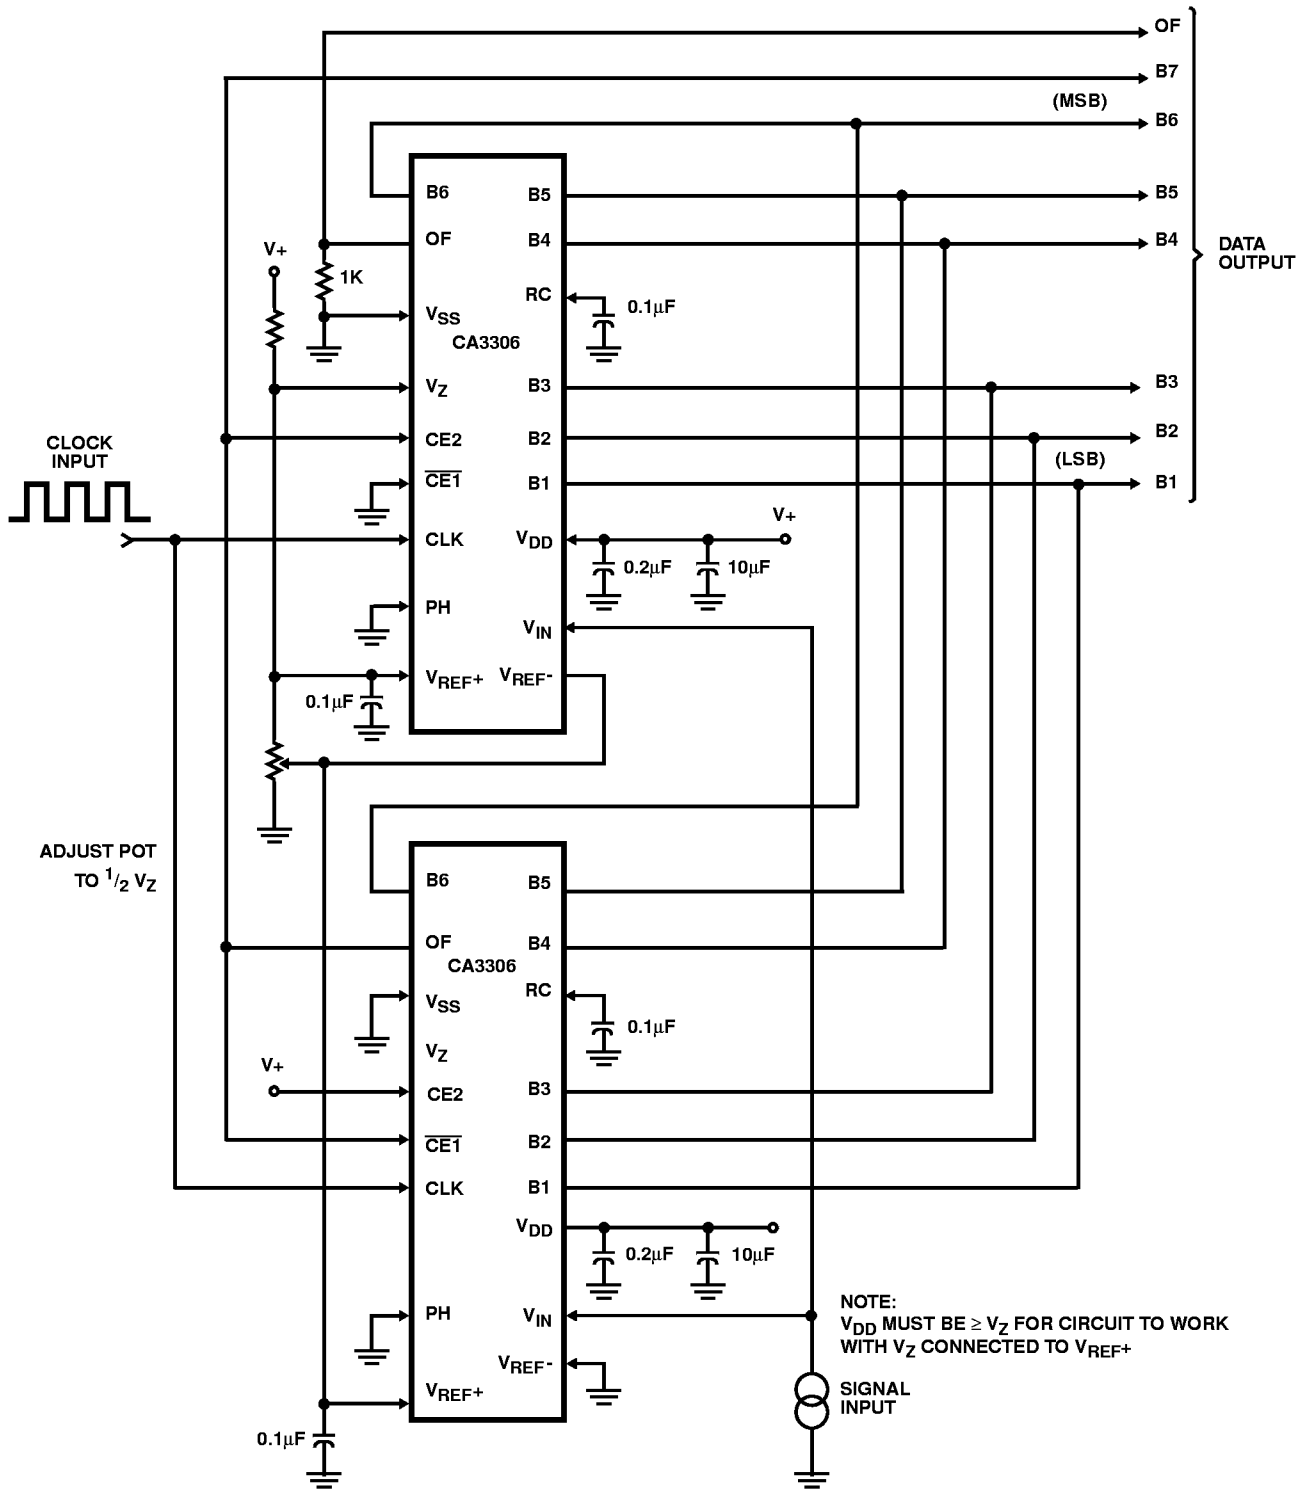 OF
B7
(MSB)
B6
B6
B5
B5
OF
B4
B4
DATA
OUTPUT
V+
1K
RC
0.1µF
VSS
CA3306
VZ
B3
B3
CE2
B2
B2
CLOCK
INPUT
(LSB)
CE1
B1
B1
V+
CLK
VDD
0.2µF
10µF
PH
VIN
VREF+
VREF-
0.1µF
ADJUST POT
TO 1/2 VZ
B6
B5
OF
B4
CA3306
RC
VSS
0.1µF
VZ
V+
CE2
B3
CE1
B2
CLK
B1
VDD
0.2µF
10µF
PH
VIN
NOTE:
VDD MUST BE ≥ VZ FOR CIRCUIT TO WORK
WITH VZ CONNECTED TO VREF+
VREF-
VREF+
SIGNAL
INPUT
0.1µF